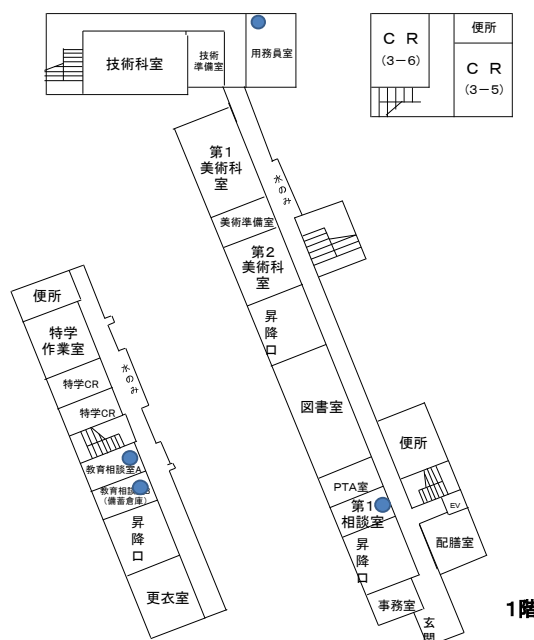 技術科室
技術
準備室
用務員室
C R
(3-6)
便所
C R
(3-5)
第1
美術科
室
水のみ
美術準備室
第2
美術科
室
昇降口
図書室
PTA室
第1
相談室
昇降口
事務室
玄関
便所
EV
配膳室
便所
特学
作業室
水のみ
特学CR
特学CR
教育相談室A
教育相談
(備蓄倉庫)
昇降口
更衣室
1階